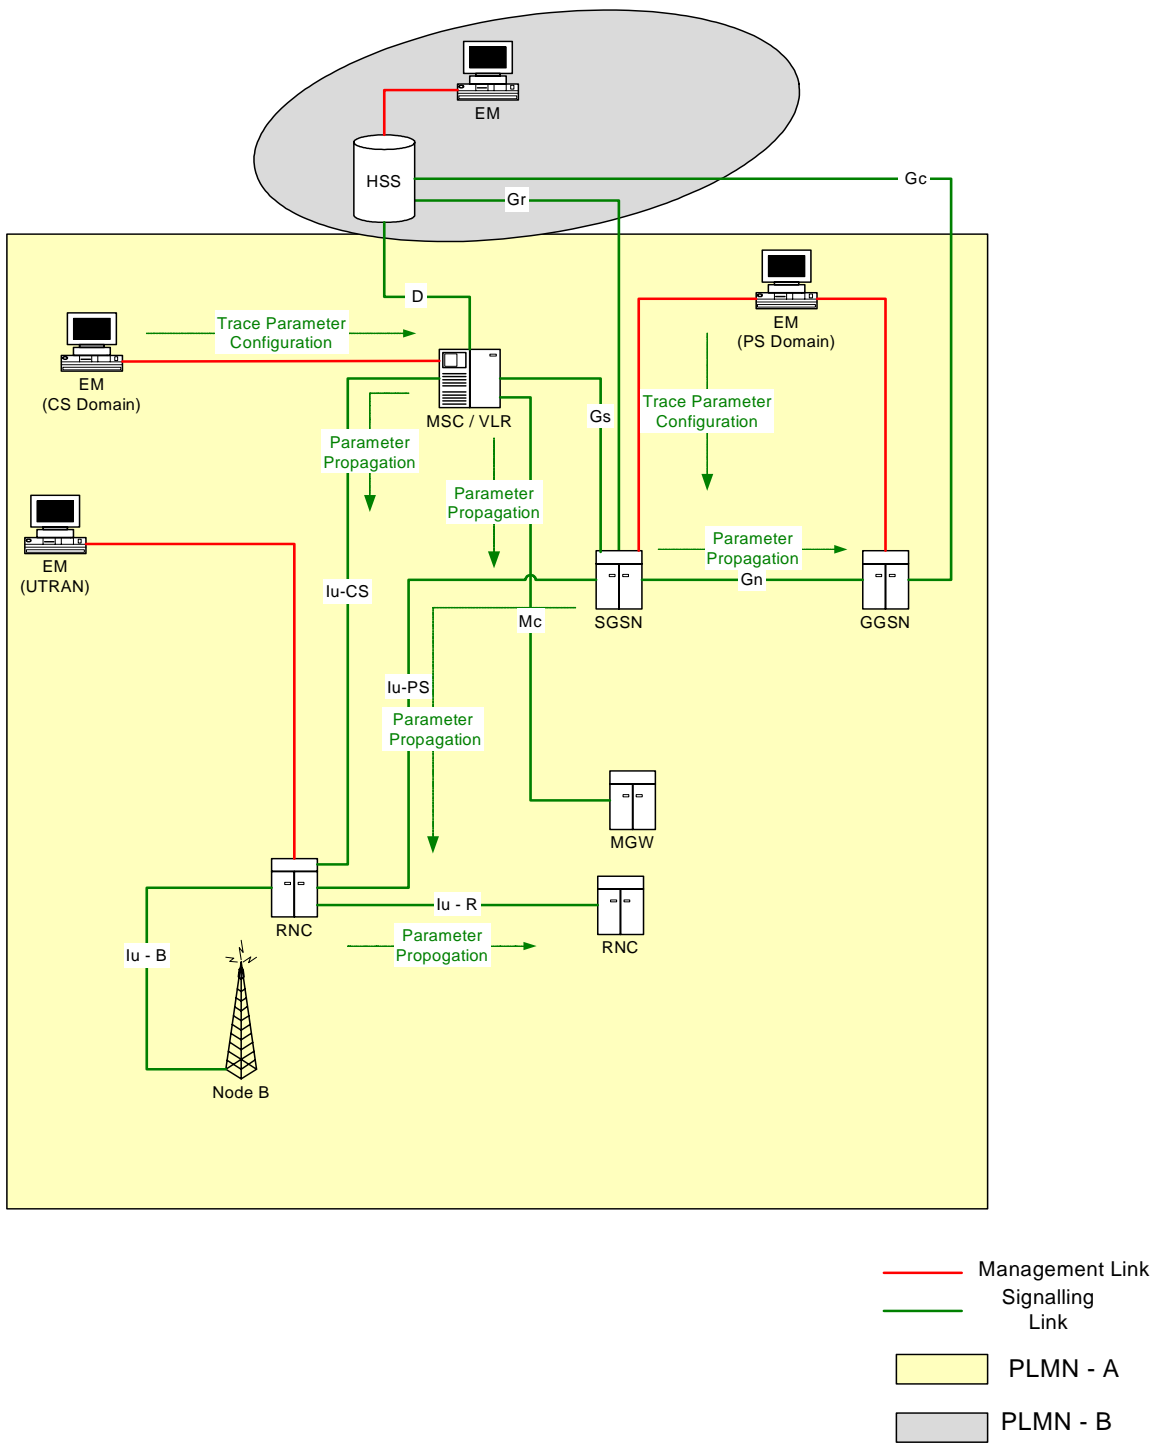 EM
HSS
Gc
Gr
D
EM
(PS Domain)
Trace Parameter
Configuration
EM
(CS Domain)
MSC / VLR
Gs
Trace Parameter
Configuration
Parameter
Propagation
Parameter
Propagation
EM
(UTRAN)
Parameter
Propagation
Iu-CS
Gn
SGSN
GGSN
Mc
Iu-PS
Parameter
Propagation
MGW
Iu - R
RNC
RNC
Parameter
Propogation
Iu - B
Node B
Management Link
Signalling
Link
PLMN - A
PLMN - B